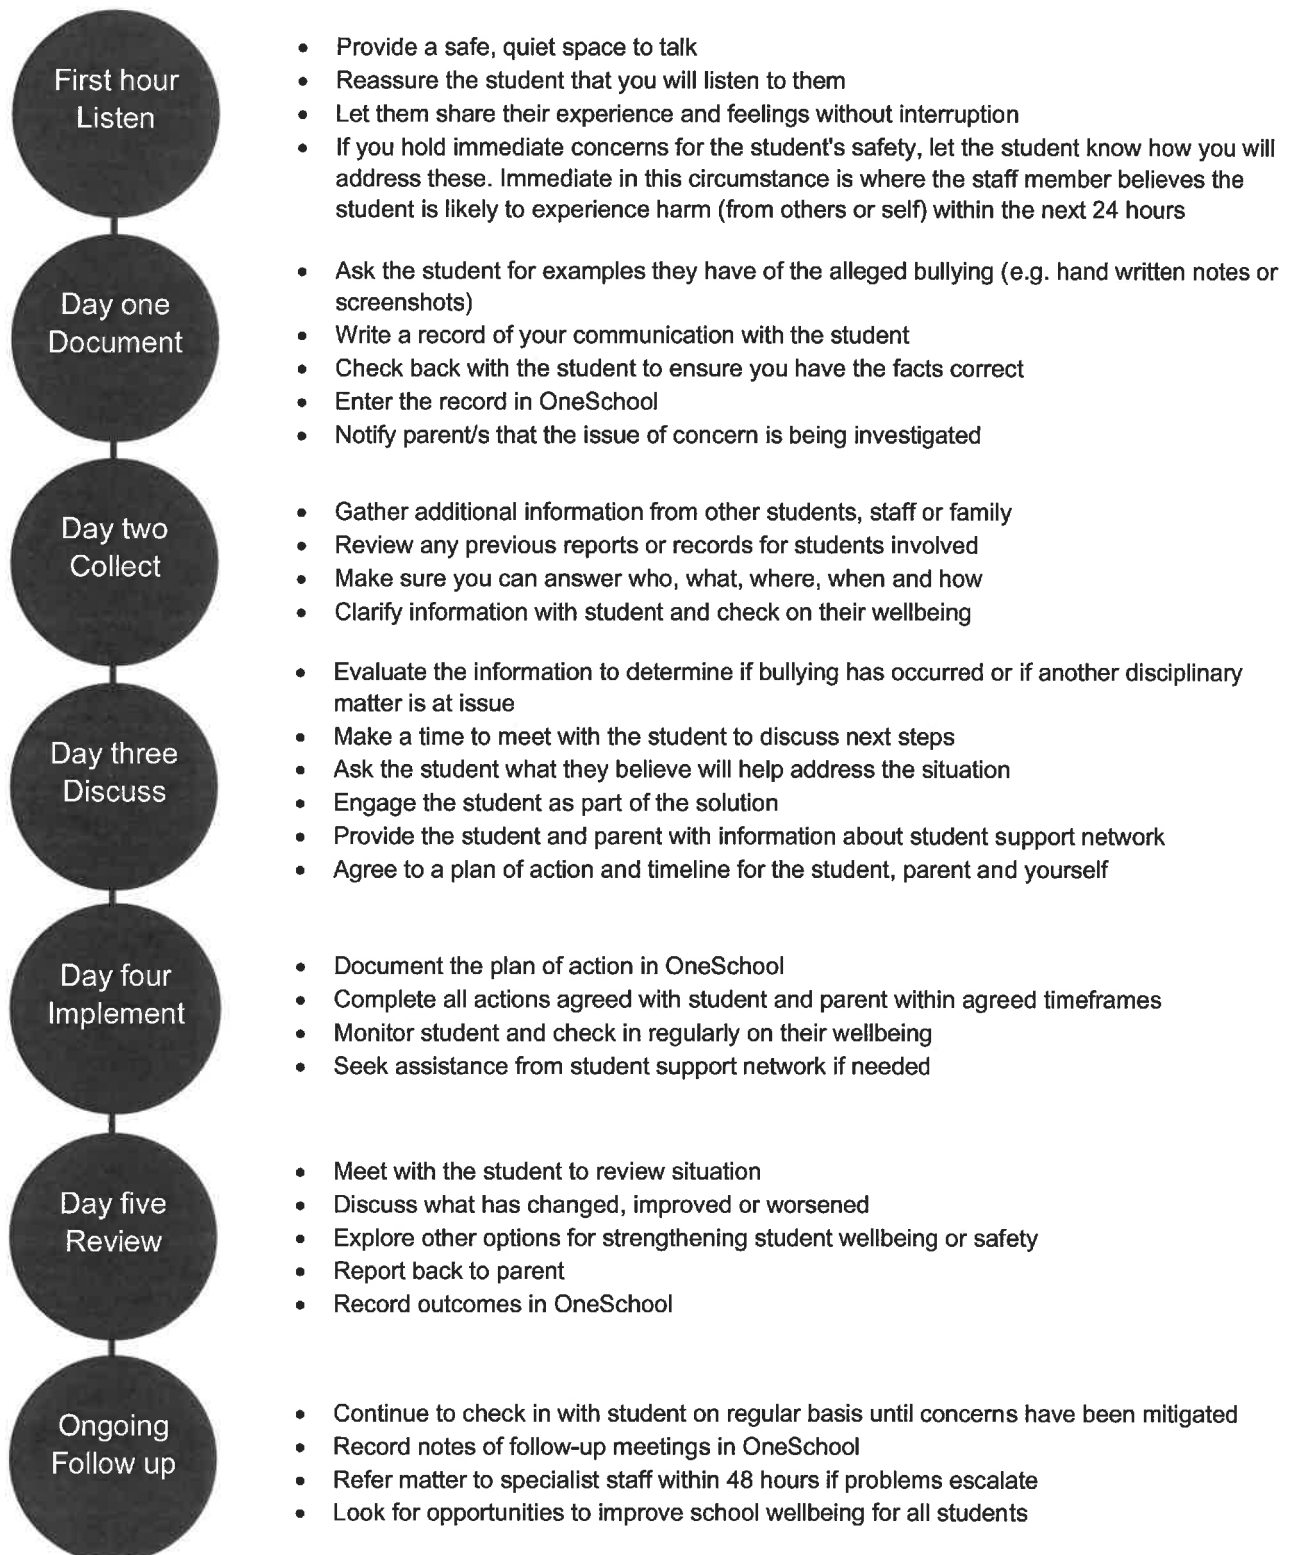 First hour
Listen
• Provide a safe, quiet space to talk
• Reassure the student that you will listen to them
• Let them share their experience and feelings without interruption
• If you hold immediate concerns for the student's safety, let the student know how you will
address these. Immediate in this circumstance is where the staff member believes the
student is likely to experience harm (from others or self) within the next 24 hours
Day one
Document
• Ask the student for examples they have of the alleged bullying (e.g. hand written notes or
screenshots)
• Write a record of your communication with the student
• Check back with the student to ensure you have the facts correct
• Enter the record in OneSchool
• Notify parent/s that the issue of concern is being investigated
Day two
Collect
• Gather additional information from other students, staff or family
• Review any previous reports or records for students involved
• Make sure you can answer who, what, where, when and how
• Clarify information with student and check on their wellbeing
Day three
Discuss
• Evaluate the information to determine if bullying has occurred or if another disciplinary
matter is at issue
• Make a time to meet with the student to discuss next steps
• Ask the student what they believe will help address the situation
• Engage the student as part of the solution
• Provide the student and parent with information about student support network
• Agree to a plan of action and timeline for the student, parent and yourself
Day four
Implement
• Document the plan of action in OneSchool
• Complete all actions agreed with student and parent within agreed timeframes
• Monitor student and check in regularly on their wellbeing
• Seek assistance from student support network if needed
Day five
Review
• Meet with the student to review situation
• Discuss what has changed, improved or worsened
• Explore other options for strengthening student wellbeing or safety
• Report back to parent
• Record outcomes in OneSchool
Ongoing
Follow up
• Continue to check in with student on regular basis until concerns have been mitigated
• Record notes of follow-up meetings in OneSchool
• Refer matter to specialist staff within 48 hours if problems escalate
• Look for opportunities to improve school wellbeing for all students